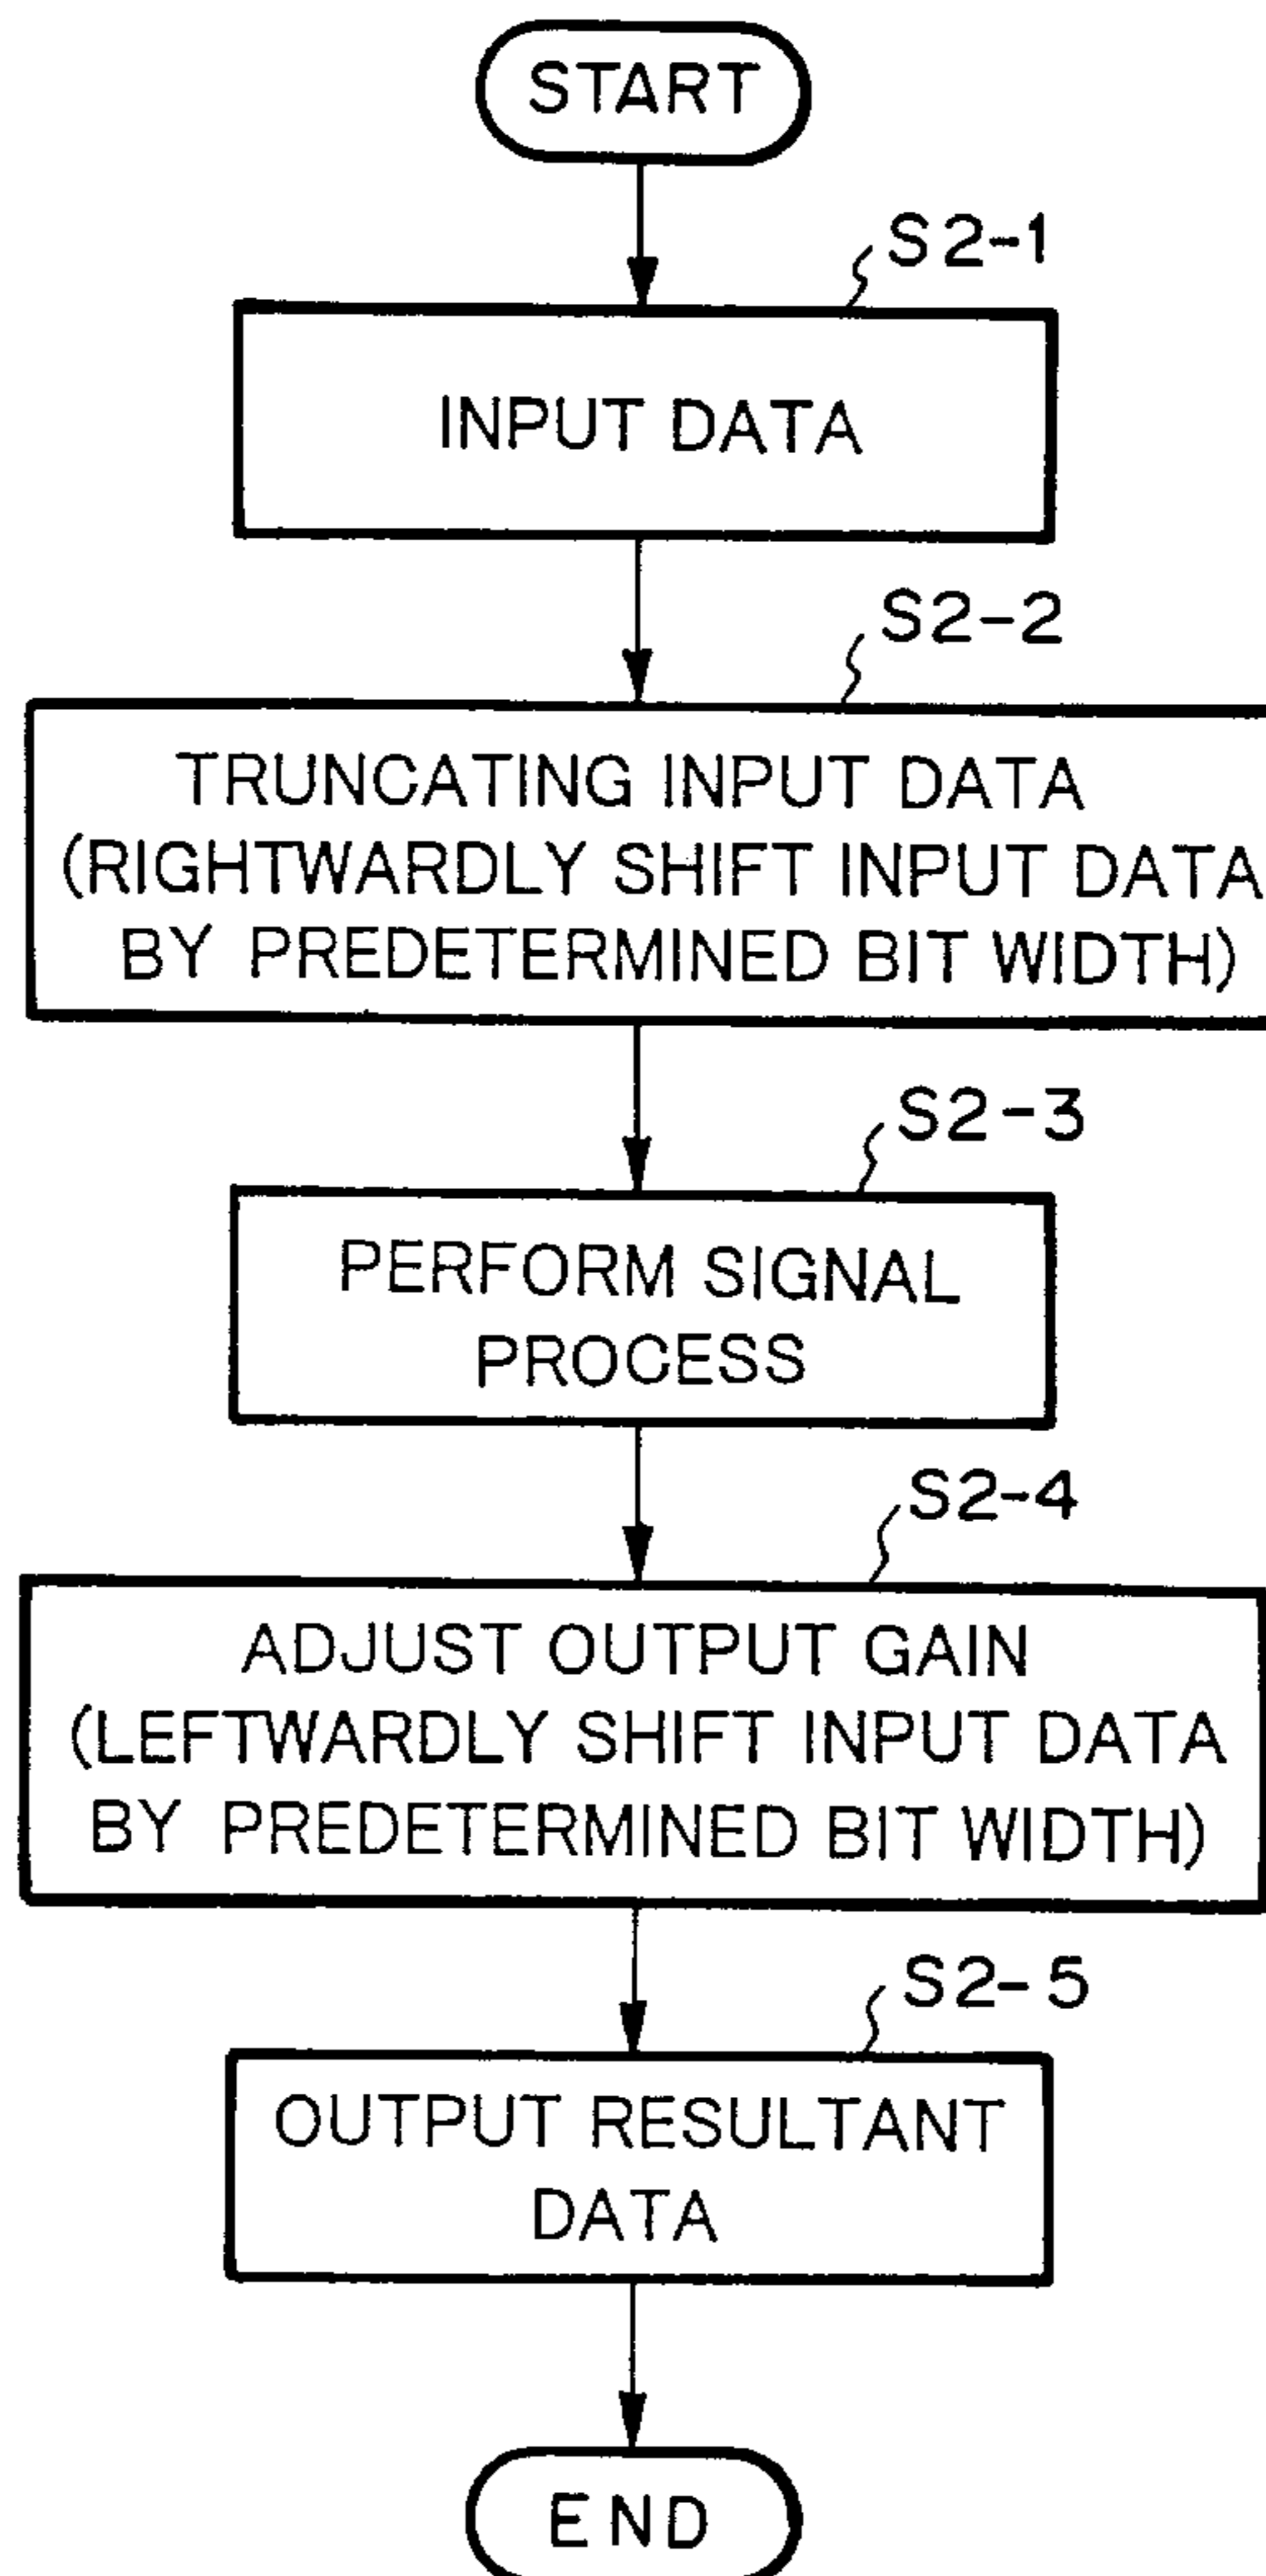 START
S2-1
INPUT DATA
S2-2
TRUNCATING INPUT DATA
(RIGHTWARDLY SHIFT INPUT DATA
BY PREDETERMINED BIT WIDTH)
S2-3
PERFORM SIGNAL
PROCESS
S2-4
ADJUST OUTPUT GAIN
(LEFTWARDLY SHIFT INPUT DATA
BY PREDETERMINED BIT WIDTH)
S2-5
OUTPUT RESULTANT
DATA
END